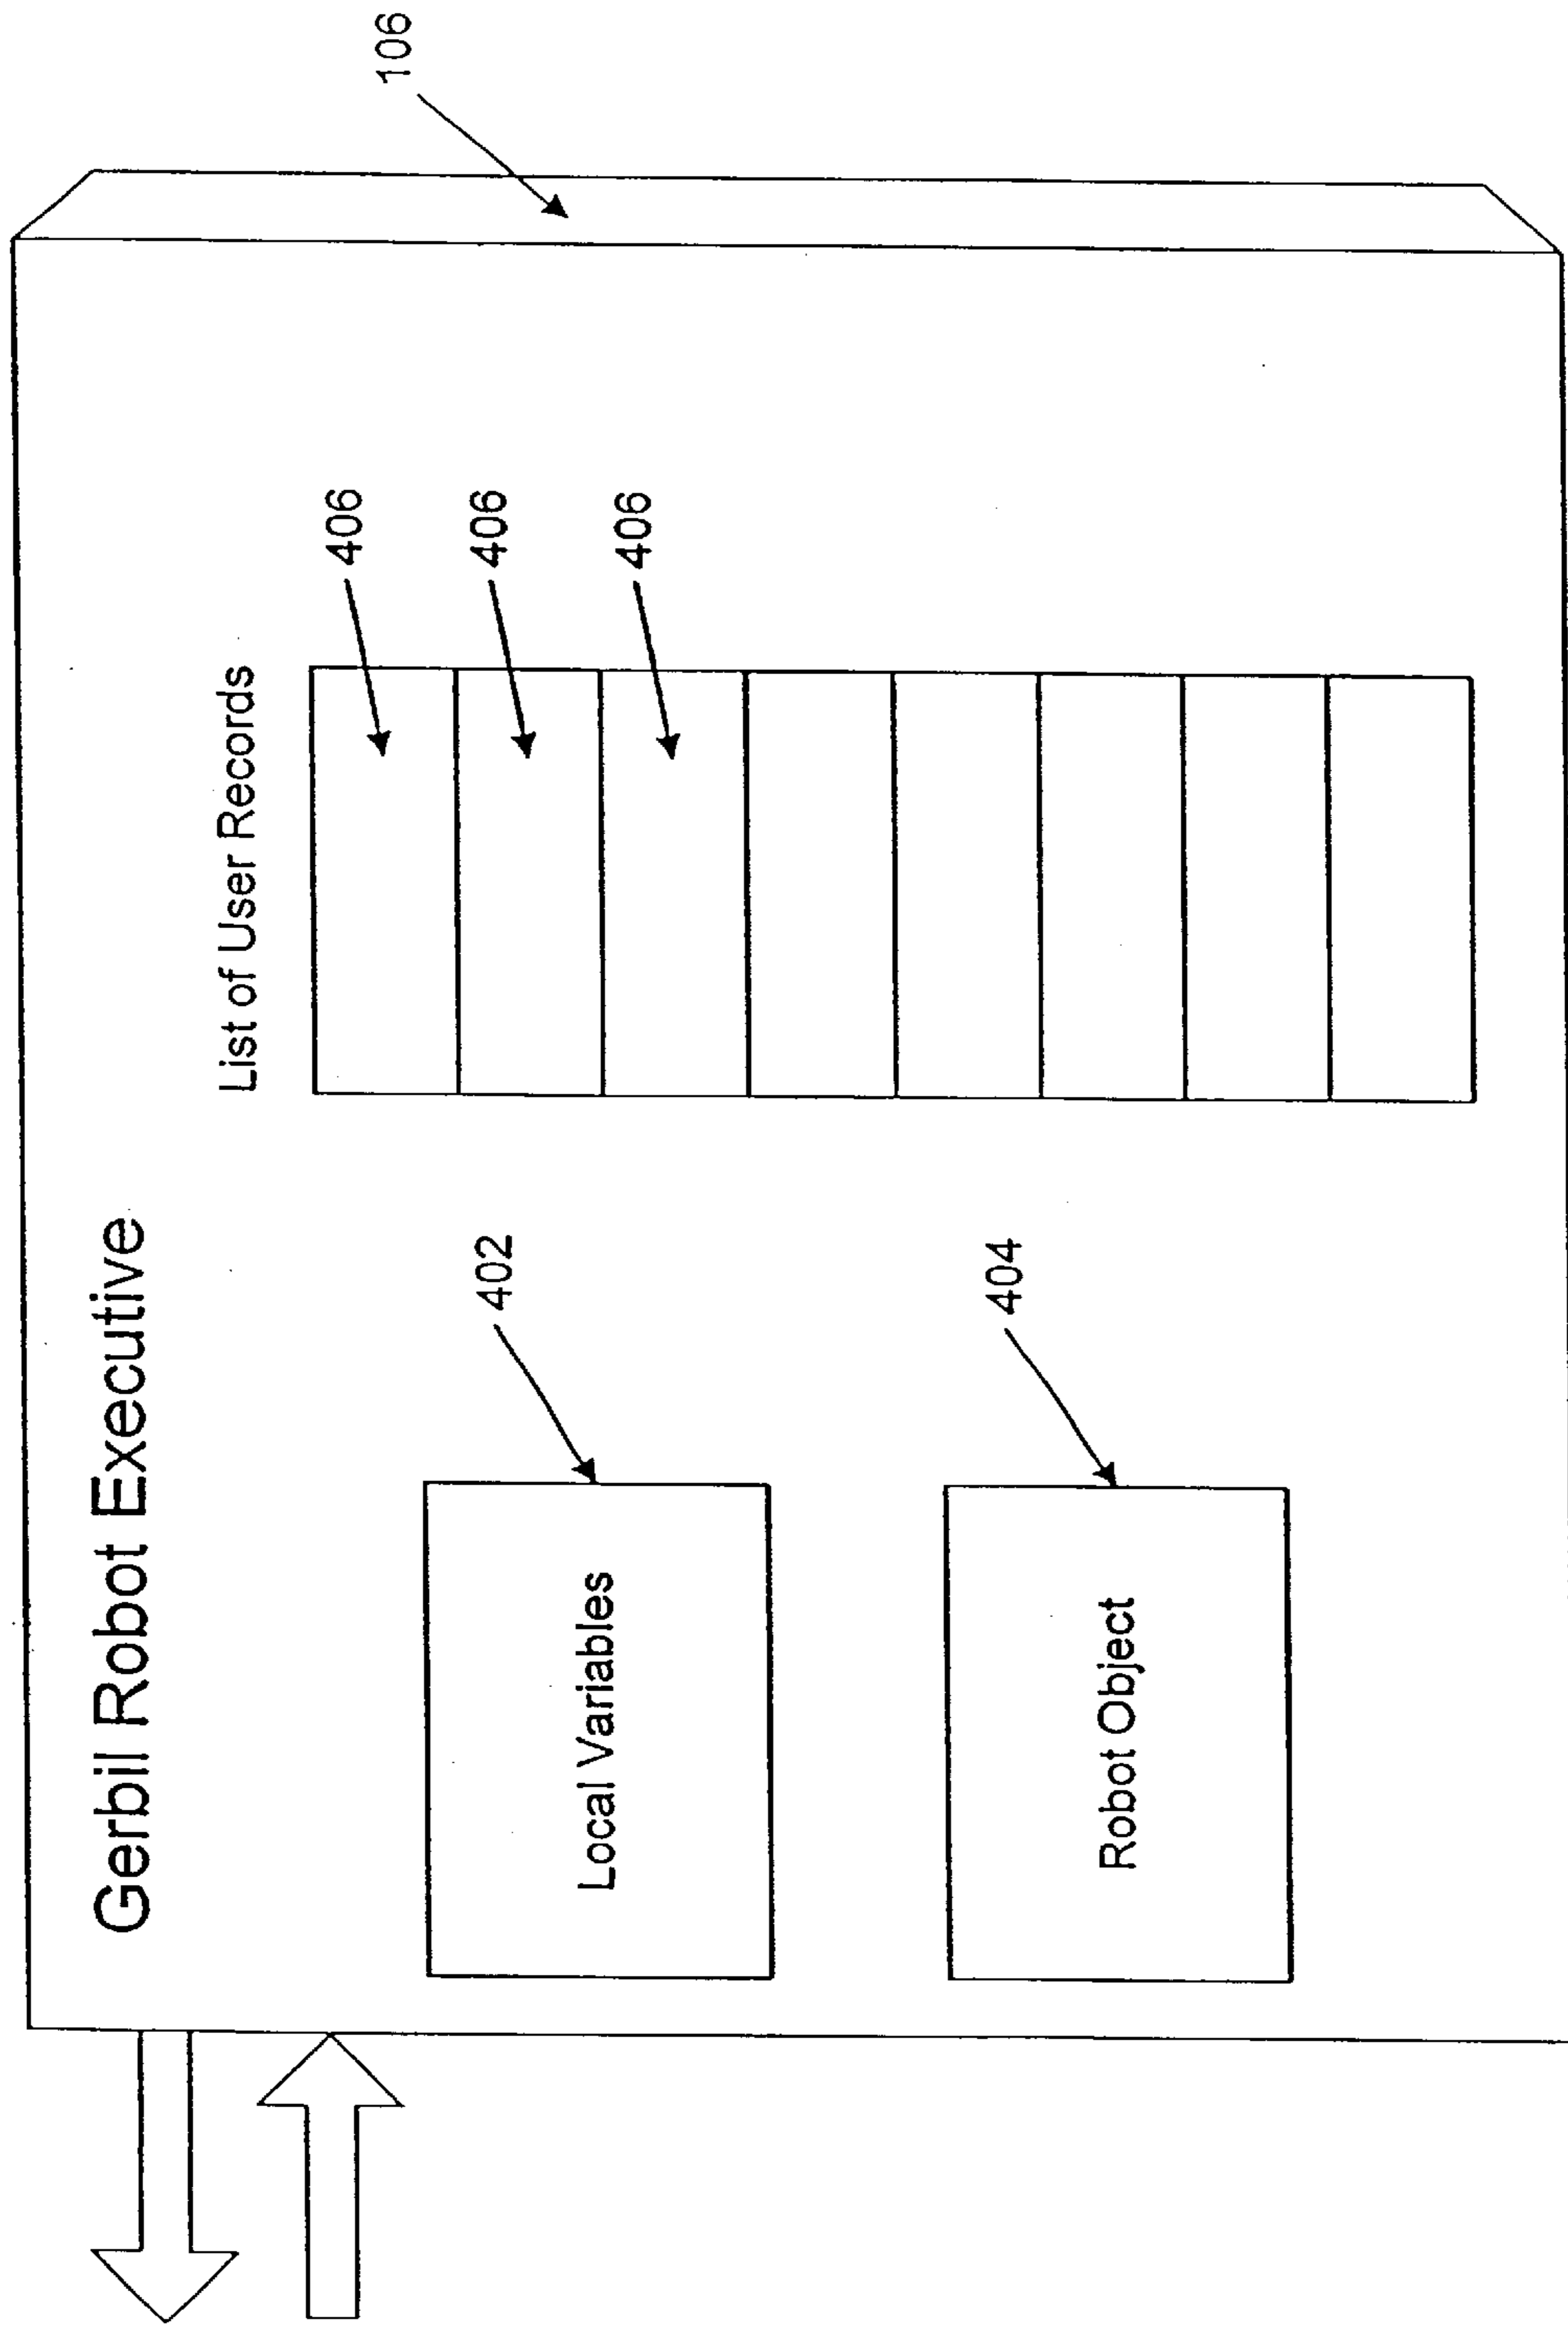 Gerbil Robot Executive
106
List of User Records
406
406
406
402
Local Variables
404
Robot Object